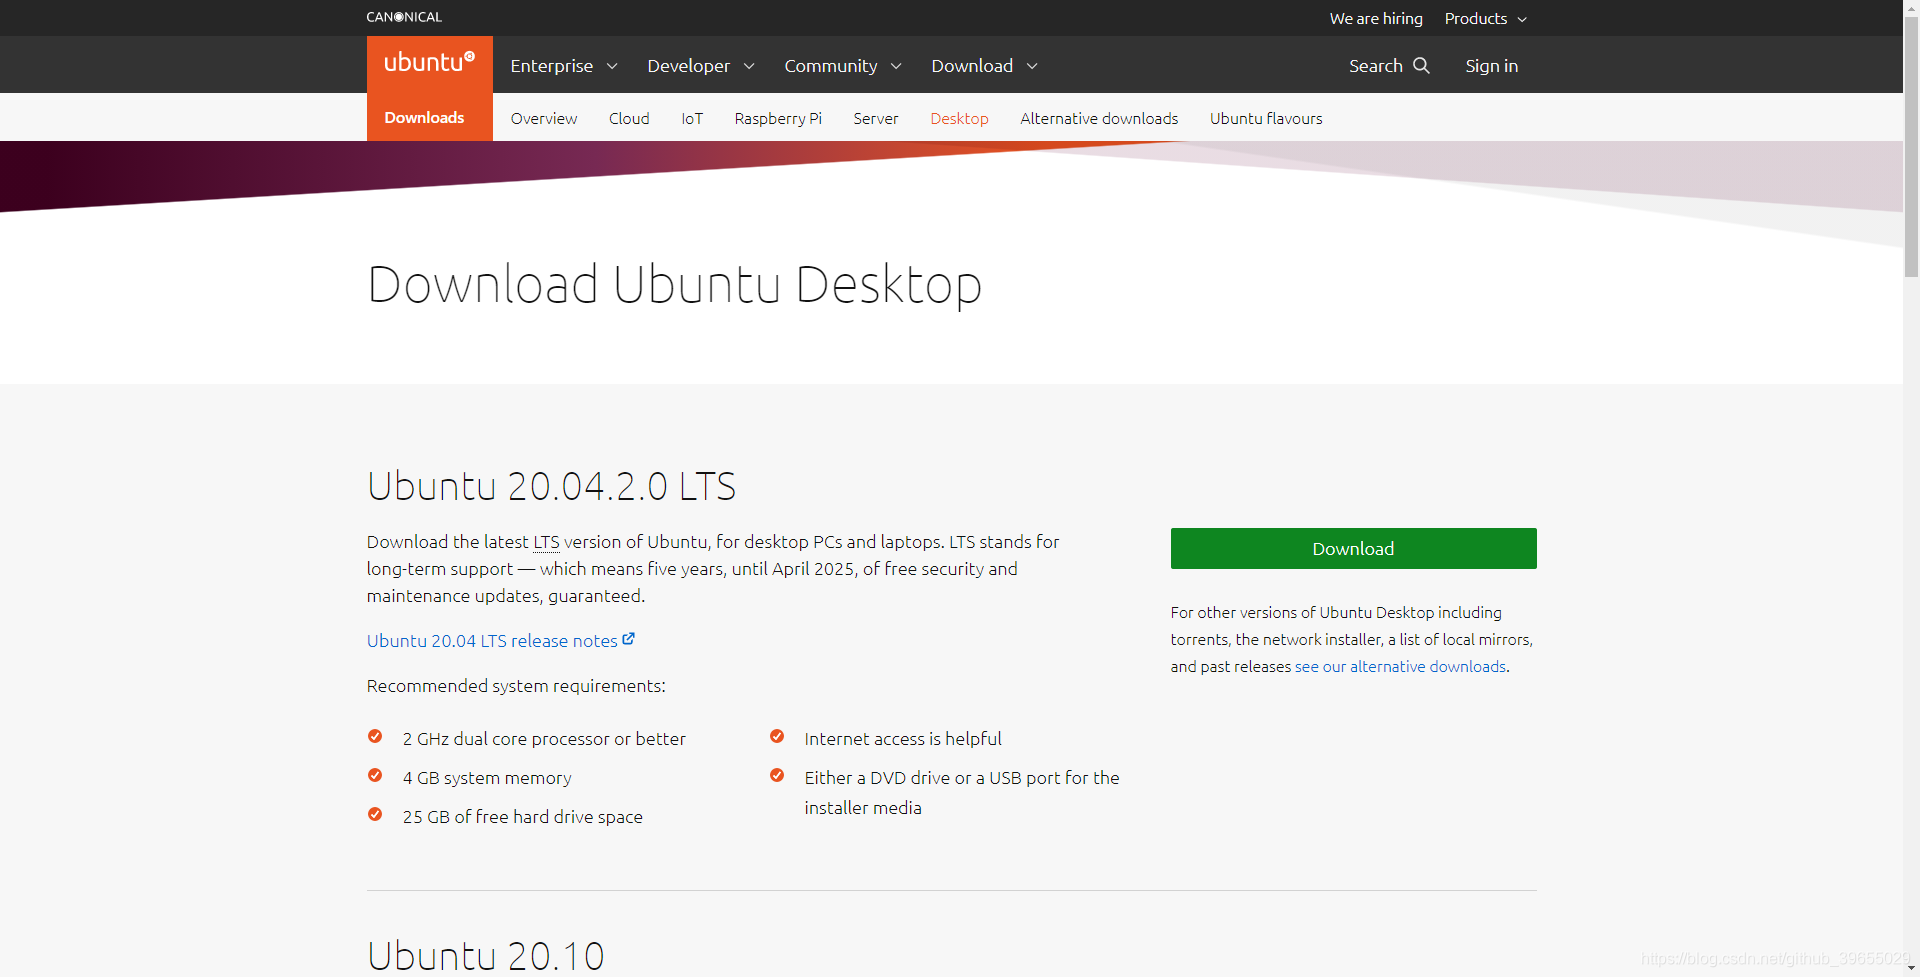 CANONICAL
We are hiring
Products
ubuntu
Enterprise
Developer
Community
Download
Search
Sign in
Downloads
Overview
Cloud
IoT
Raspberry Pi
Server
Desktop
Alternative downloads
Ubuntu flavours
Download Ubuntu Desktop
Ubuntu 20.04.2.0 LTS
Download the latest LTS version of Ubuntu, for desktop PCs and laptops. LTS stands for
long-term support — which means five years, until April 2025, of free security and
maintenance updates, guaranteed.
Ubuntu 20.04 LTS release notes
Recommended system requirements:
2 GHz dual core processor or better
4 GB system memory
25 GB of free hard drive space
Internet access is helpful
Either a DVD drive or a USB port for the
installer media
Download
For other versions of Ubuntu Desktop including
torrents, the network installer, a list of local mirrors,
and past releases see our alternative downloads.
Ubuntu 20.10
https://blog.csdn.net/github_39655029